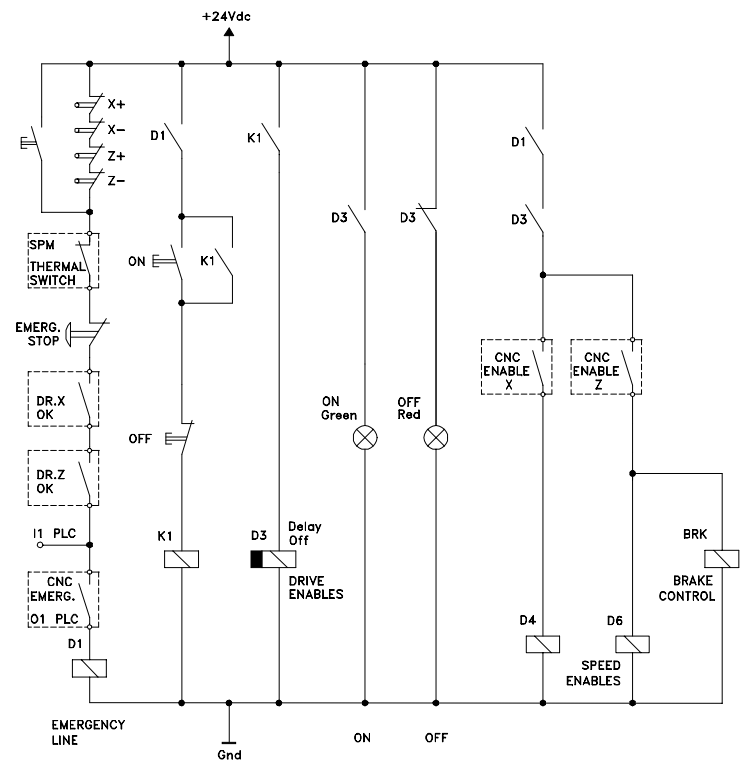 +24Vdc
X+
X-
Z+
Z-
D1
K1
D1
D3
D3
D3
SPM
THERMAL
SWITCH
ON
K1
EMERG.
STOP
CNC
ENABLE
X
CNC
ENABLE
Z
DR.X
OK
ON
Green
OFF
Red
OFF
DR.Z
OK
I1 PLC
K1
D3
Delay
Off
DRIVE
ENABLES
BRK
BRAKE
CONTROL
CNC
EMERG.
O1 PLC
D1
D4
D6
SPEED
ENABLES
EMERGENCY
LINE
Gnd
ON
OFF